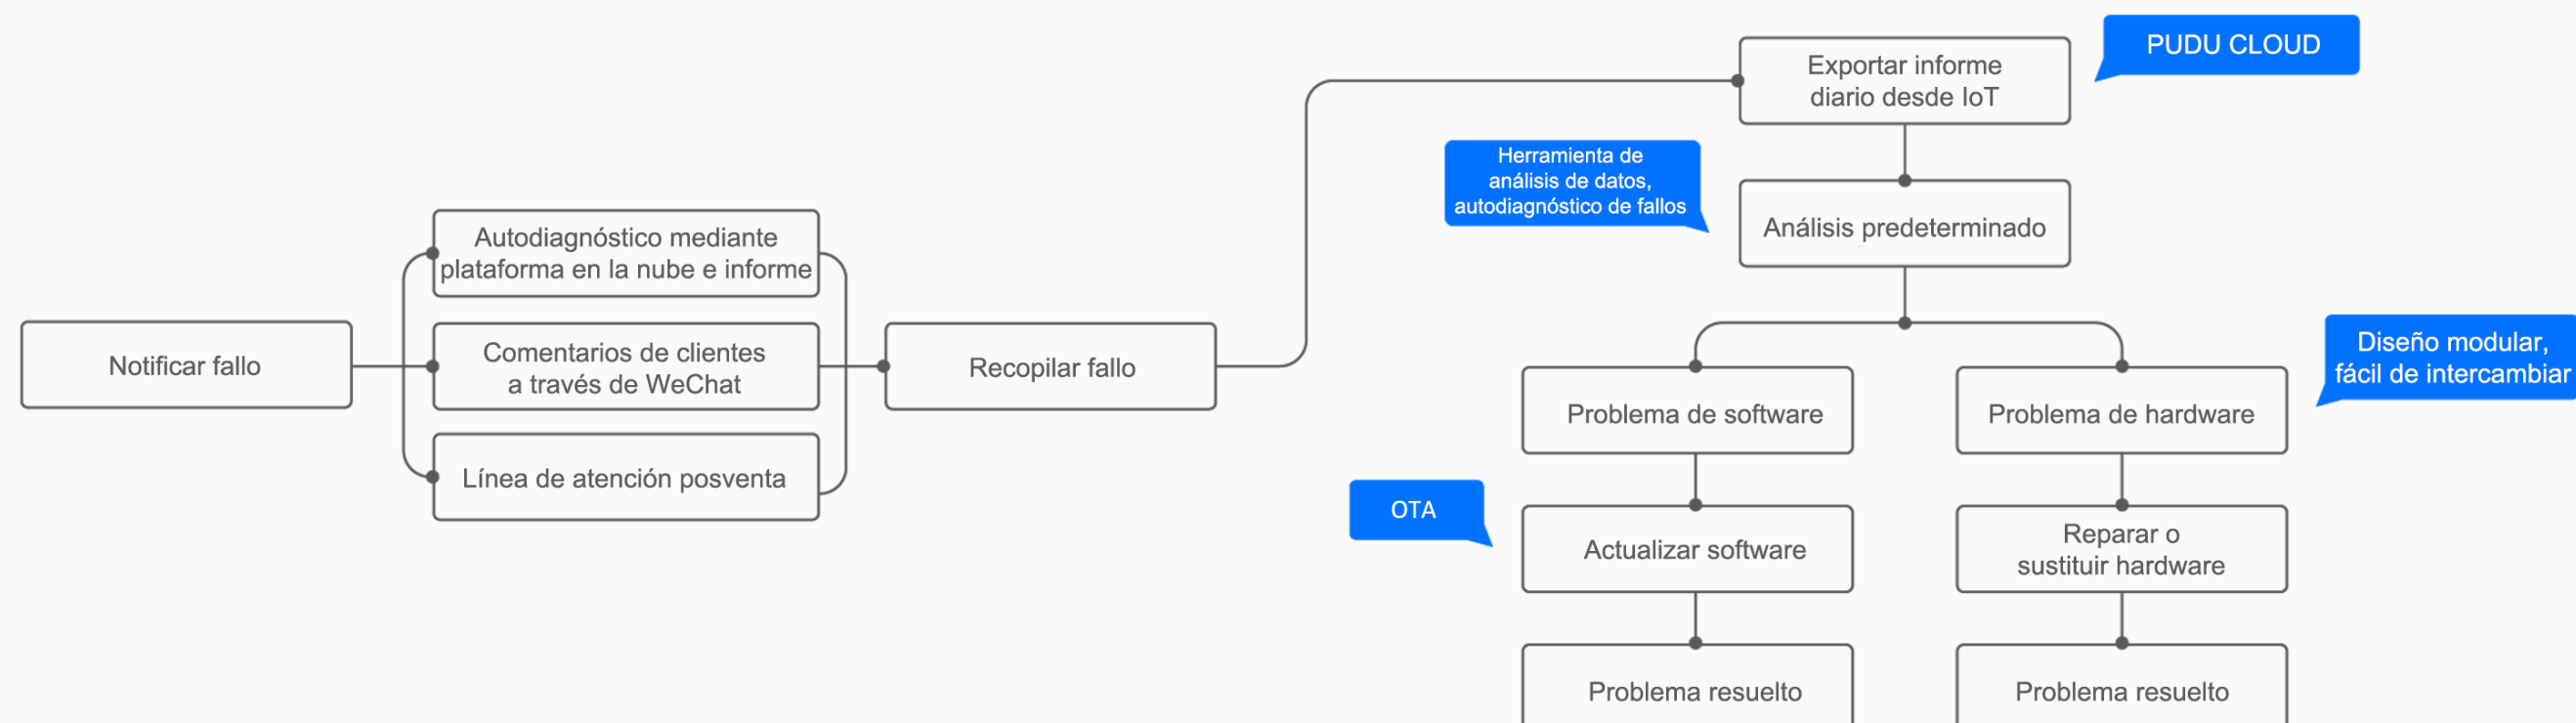 Notificar fallo
Autodiagnóstico mediante
plataforma en la nube e informe
Comentarios de clientes
a través de WeChat
Línea de atención posventa
Recopilar fallo
Exportar informe
diario desde IoT
PUDU CLOUD
Herramienta de
análisis de datos,
autodiagnóstico de fallos
Análisis predeterminado
Problema de software
Problema de hardware
Diseño modular,
fácil de intercambiar
OTA
Actualizar software
Reparar o
sustituir hardware
Problema resuelto
Problema resuelto